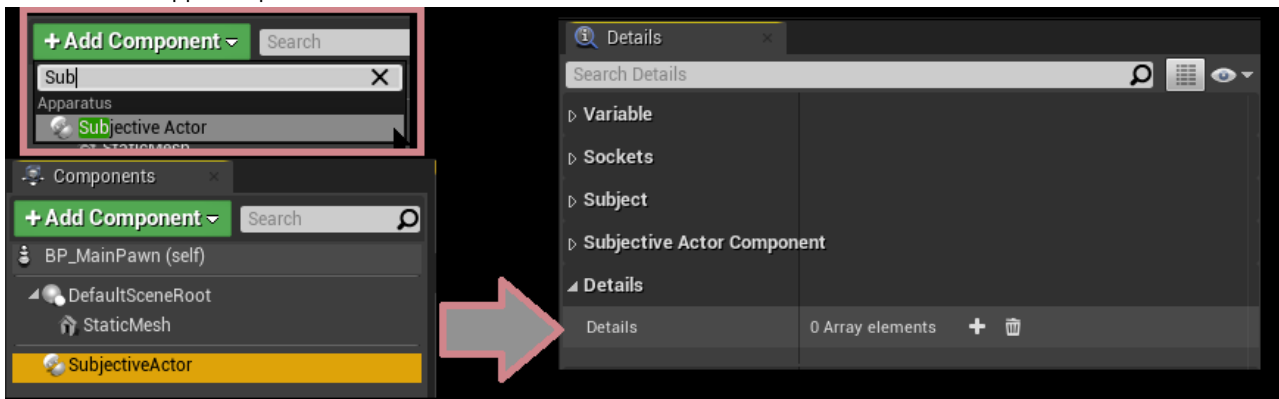 + Add Component
Search
Sub
Apparatus
Subjective Actor
StaticMesh
Components
+ Add Component
Search
BP_MainPawn (self)
DefaultSceneRoot
StaticMesh
SubjectiveActor
Details
Search Details
Variable
Sockets
Subject
Subjective Actor Component
Details
Details 0 Array elements